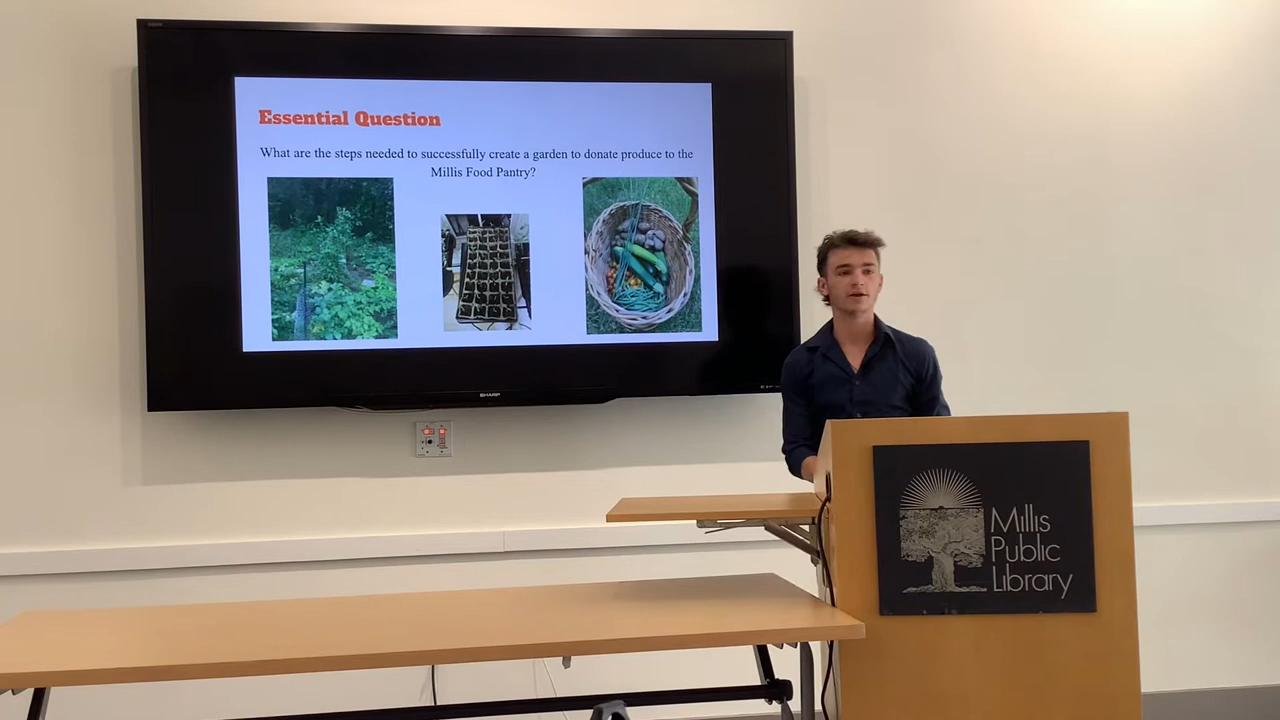 Essential Question
What are the steps needed to successfully create a garden to donate produce to the
Millis Food Pantry?
SHARP
Millis
Public
Library